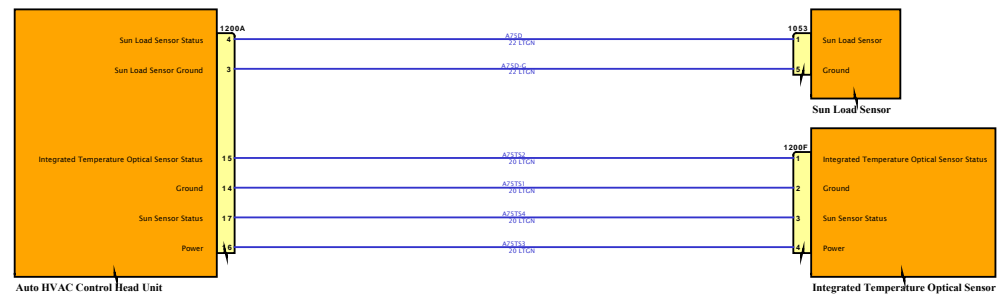 1200A
1053
Sun Load Sensor Status
4
A75D
22 LTGN
1
Sun Load Sensor
Sun Load Sensor Ground
3
A75D-G
22 LTGN
5
Ground
Sun Load Sensor
1200F
Integrated Temperature Optical Sensor Status
15
A75TS2
20 LTGN
1
Integrated Temperature Optical Sensor Status
Ground
14
A75TS1
20 LTGN
2
Ground
Sun Sensor Status
17
A75TS4
20 LTGN
3
Sun Sensor Status
Power
A75TS3
20 LTGN
4
Power
Auto HVAC Control Head Unit
Integrated Temperature Optical Sensor